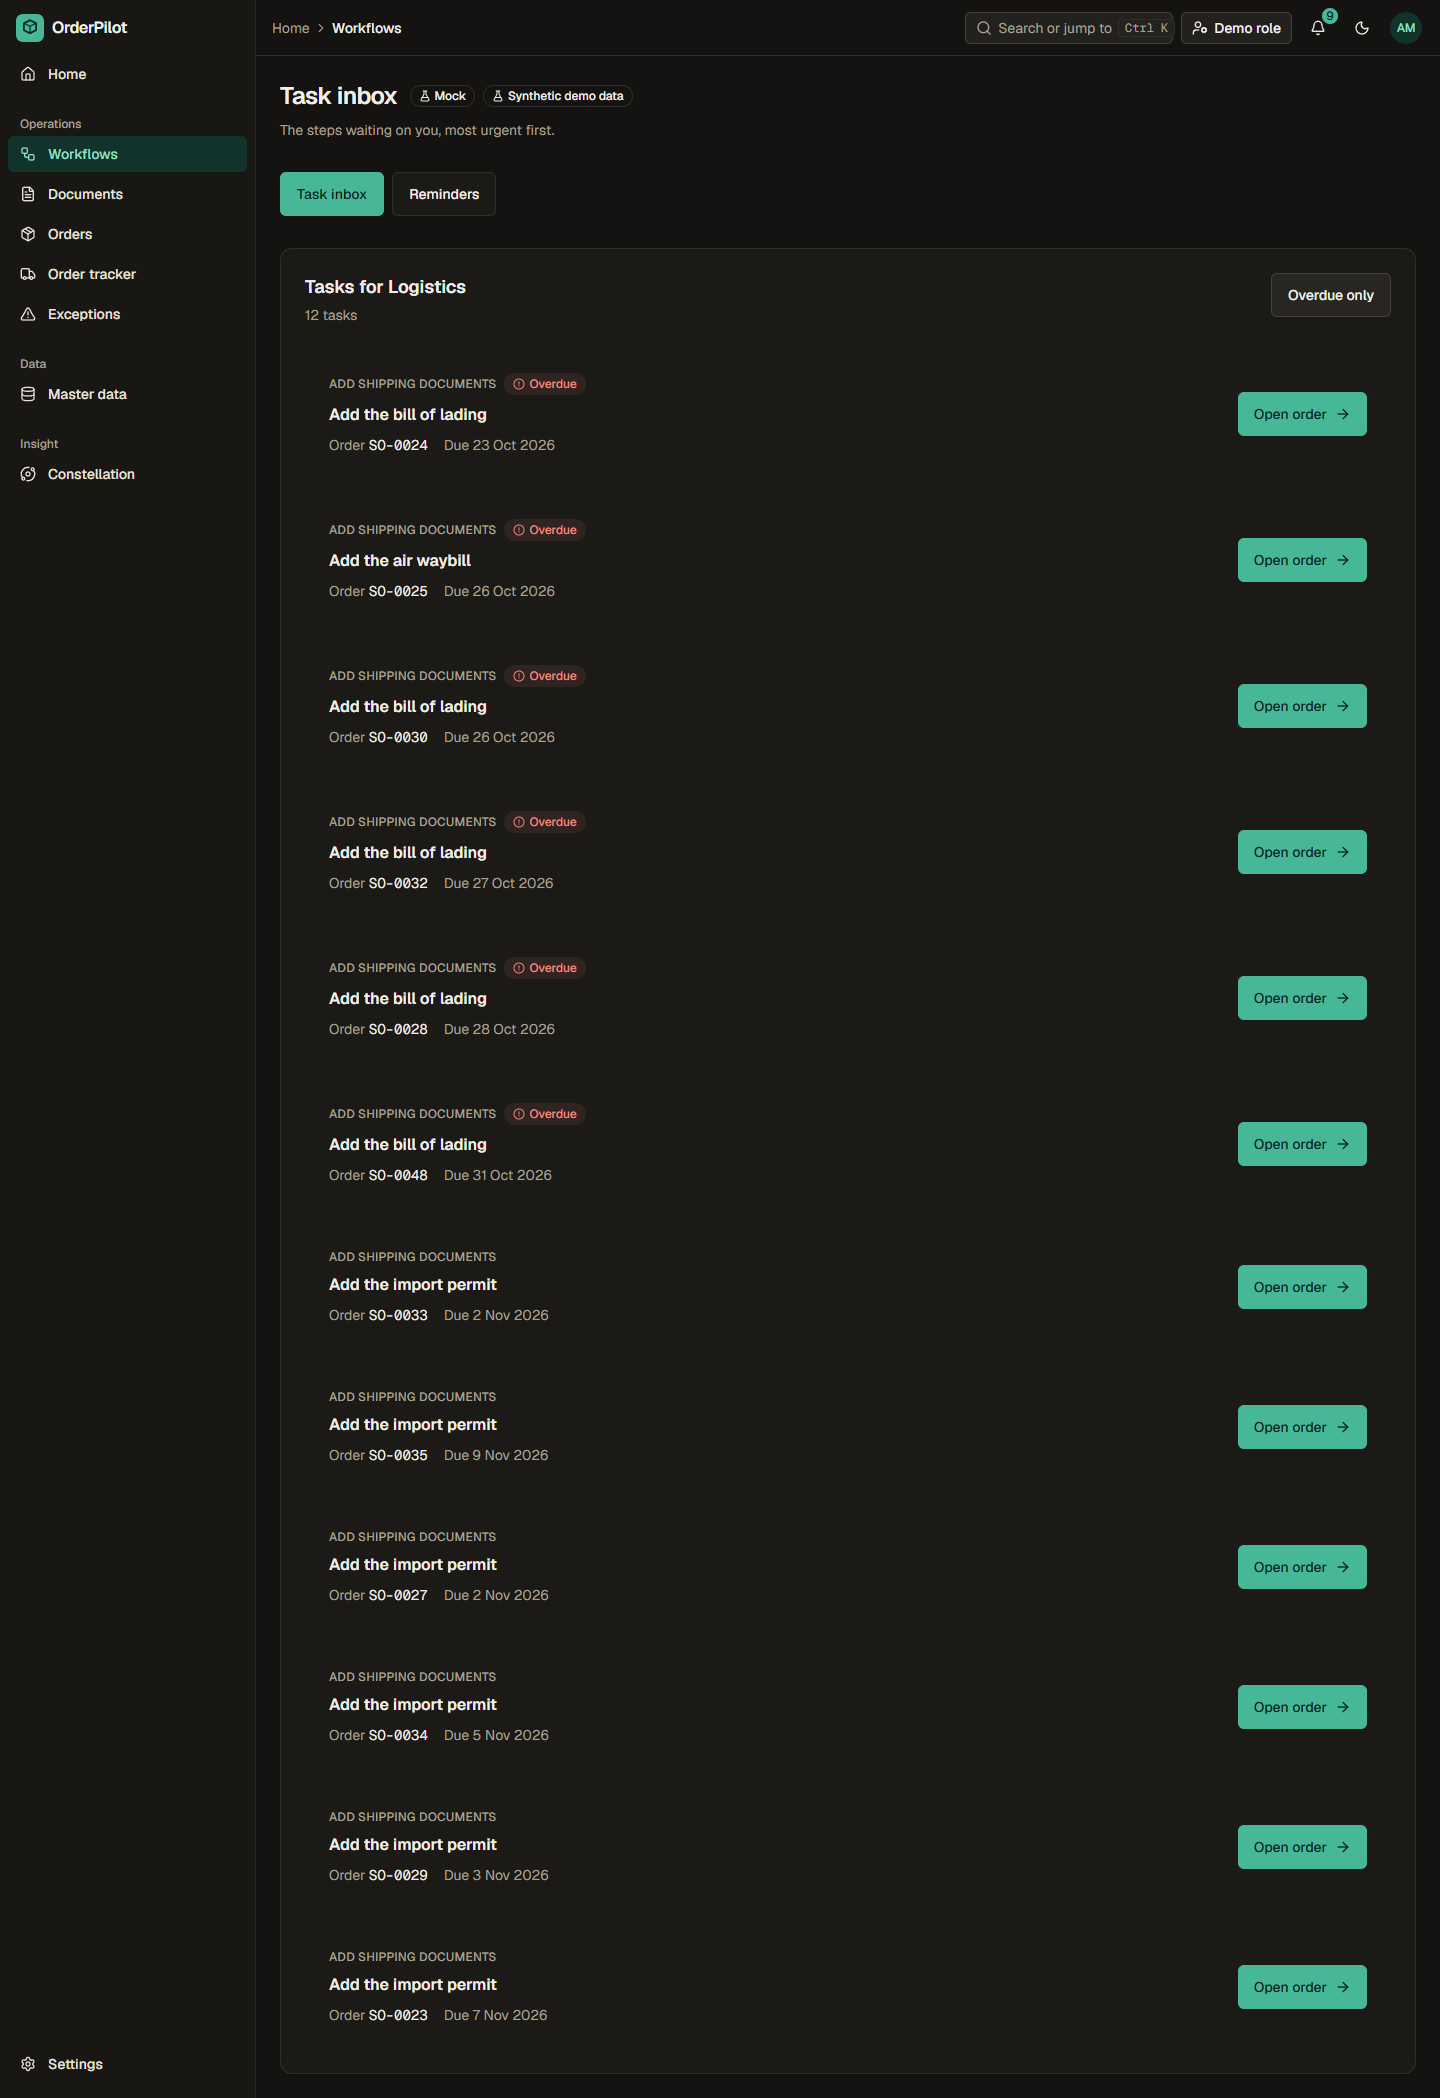 OrderPilot
Home
Operations
Workflows
Documents
Orders
Order tracker
Exceptions
Data
Master data
Insight
Constellation
Settings
Home > Workflows
Search or jump to Ctrl K
Demo role
9
AM
Task inbox
Mock
Synthetic demo data
The steps waiting on you, most urgent first.
Task inbox
Reminders
Tasks for Logistics
12 tasks
Overdue only
ADD SHIPPING DOCUMENTS Overdue
Add the bill of lading
Order SO-0024 Due 23 Oct 2026
Open order
ADD SHIPPING DOCUMENTS Overdue
Add the air waybill
Order SO-0025 Due 26 Oct 2026
Open order
ADD SHIPPING DOCUMENTS Overdue
Add the bill of lading
Order SO-0030 Due 26 Oct 2026
Open order
ADD SHIPPING DOCUMENTS Overdue
Add the bill of lading
Order SO-0032 Due 27 Oct 2026
Open order
ADD SHIPPING DOCUMENTS Overdue
Add the bill of lading
Order SO-0028 Due 28 Oct 2026
Open order
ADD SHIPPING DOCUMENTS Overdue
Add the bill of lading
Order SO-0048 Due 31 Oct 2026
Open order
ADD SHIPPING DOCUMENTS
Add the import permit
Order SO-0033 Due 2 Nov 2026
Open order
ADD SHIPPING DOCUMENTS
Add the import permit
Order SO-0035 Due 9 Nov 2026
Open order
ADD SHIPPING DOCUMENTS
Add the import permit
Order SO-0027 Due 2 Nov 2026
Open order
ADD SHIPPING DOCUMENTS
Add the import permit
Order SO-0034 Due 5 Nov 2026
Open order
ADD SHIPPING DOCUMENTS
Add the import permit
Order SO-0029 Due 3 Nov 2026
Open order
ADD SHIPPING DOCUMENTS
Add the import permit
Order SO-0023 Due 7 Nov 2026
Open order